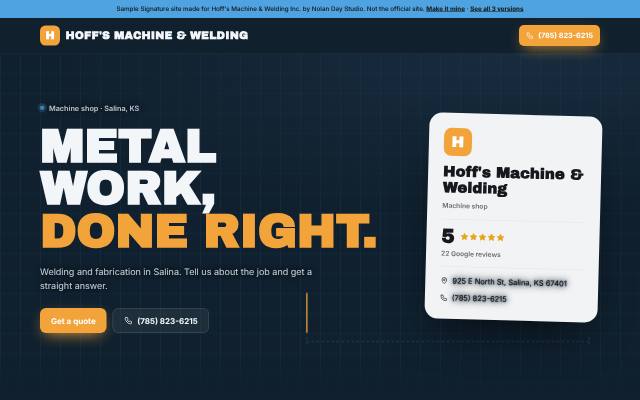 Sample Signature site made for Hoff's Machine & Welding Inc. by Nolan Day Studio. Not the official site. Make it mine · See all 3 versions
H HOFF'S MACHINE & WELDING
(785) 823-6215
Machine shop · Salina, KS
METAL
WORK,
DONE RIGHT.
Welding and fabrication in Salina. Tell us about the job and get a
straight answer.
Get a quote
(785) 823-6215
H
Hoff's Machine &
Welding
Machine shop
5
22 Google reviews
925 E North St, Salina, KS 67401
(785) 823-6215